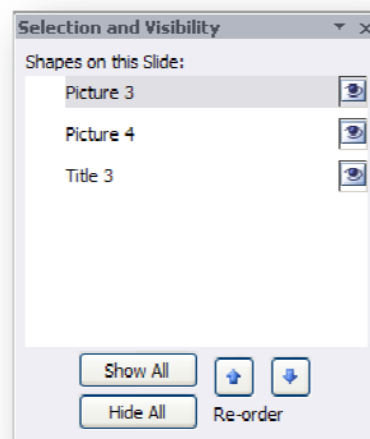 Selection and Visibility
Shapes on this Slide:
Picture 3
Picture 4
Title 3
Show All
Hide All
Re-order